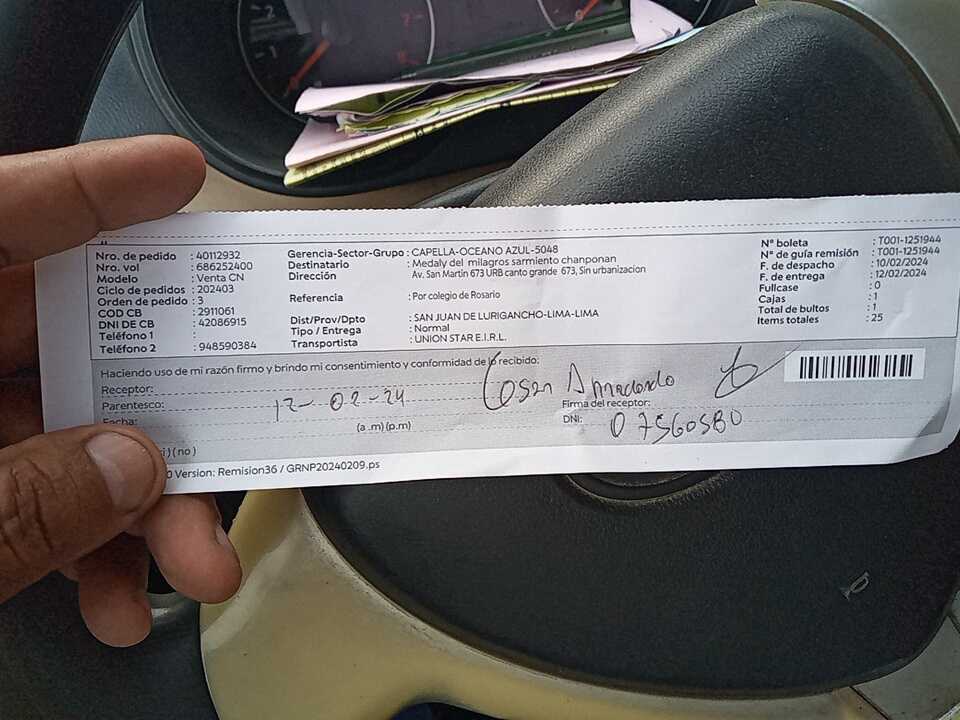 Nro. de pedido : 40112932
Nro. vol : 686252400
Modelo : Venta CN
Ciclo de pedidos : 202403
Orden de pedido : 3
COD CB : 2911061
DNI DE CB : 42086915
Teléfono 1 :
Teléfono 2 : 948590384
Gerencia-Sector-Grupo : CAPELLA-OCEANO AZUL-5048
Destinatario : Medaly del milagros sarmiento chanponan
Dirección : Av. San Martin 673 URB canto grande 673, Sin urbanizacion
Referencia : Por colegio de Rosario
Dist/Prov/Dpto : SAN JUAN DE LURIGANCHO-LIMA-LIMA
Tipo / Entrega : Normal
Transportista : UNION STAR E.I.R.L.
N° boleta : T001-1251944
N° de guía remisión : T001-1251944
F. de despacho : 10/02/2024
F. de entrega : 12/02/2024
Fullcase : 0
Cajas : 1
Total de bultos : 1
Items totales : 25
Haciendo uso de mi razón firmo y brindo mi consentimiento y conformidad de lo recibido:
Receptor:
Parentesco:
Fecha: 12-02-24
(a .m) (p.m)
Firma del receptor:
DNI: 07560580
) ( no )
0 Version: Remision36 / GRNP20240209.ps